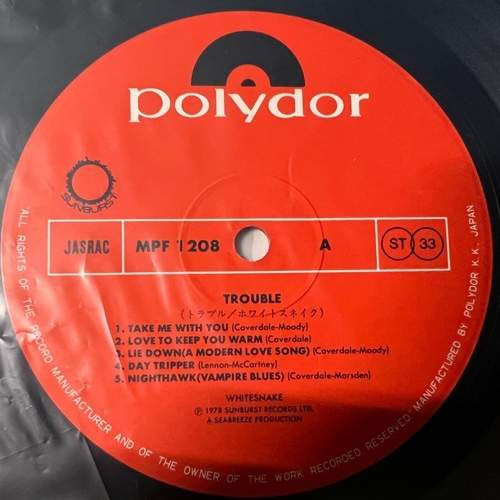 polydor
SUNBURST
JASRAC
MPF 1208
A
ST 33
TROUBLE
(トラブル/ホワイトスネイク)
1. TAKE ME WITH YOU (Coverdale-Moody)
2. LOVE TO KEEP YOU WARM (Coverdale)
3. LIE DOWN(A MODERN LOVE SONG) (Coverdale-Moody)
4. DAY TRIPPER (Lennon-McCartney)
5. NIGHTHAWK(VAMPIRE BLUES) (Coverdale-Marsden)
WHITESNAKE
Ⓟ 1978 SUNBURST RECORDS LTD.
A SEABREEZE PRODUCTION
ALL RIGHTS OF THE RECORD MANUFACTURER AND OF THE OWNER OF THE WORK RECORDED RESERVED. MANUFACTURED BY POLYDOR K.K. JAPAN.